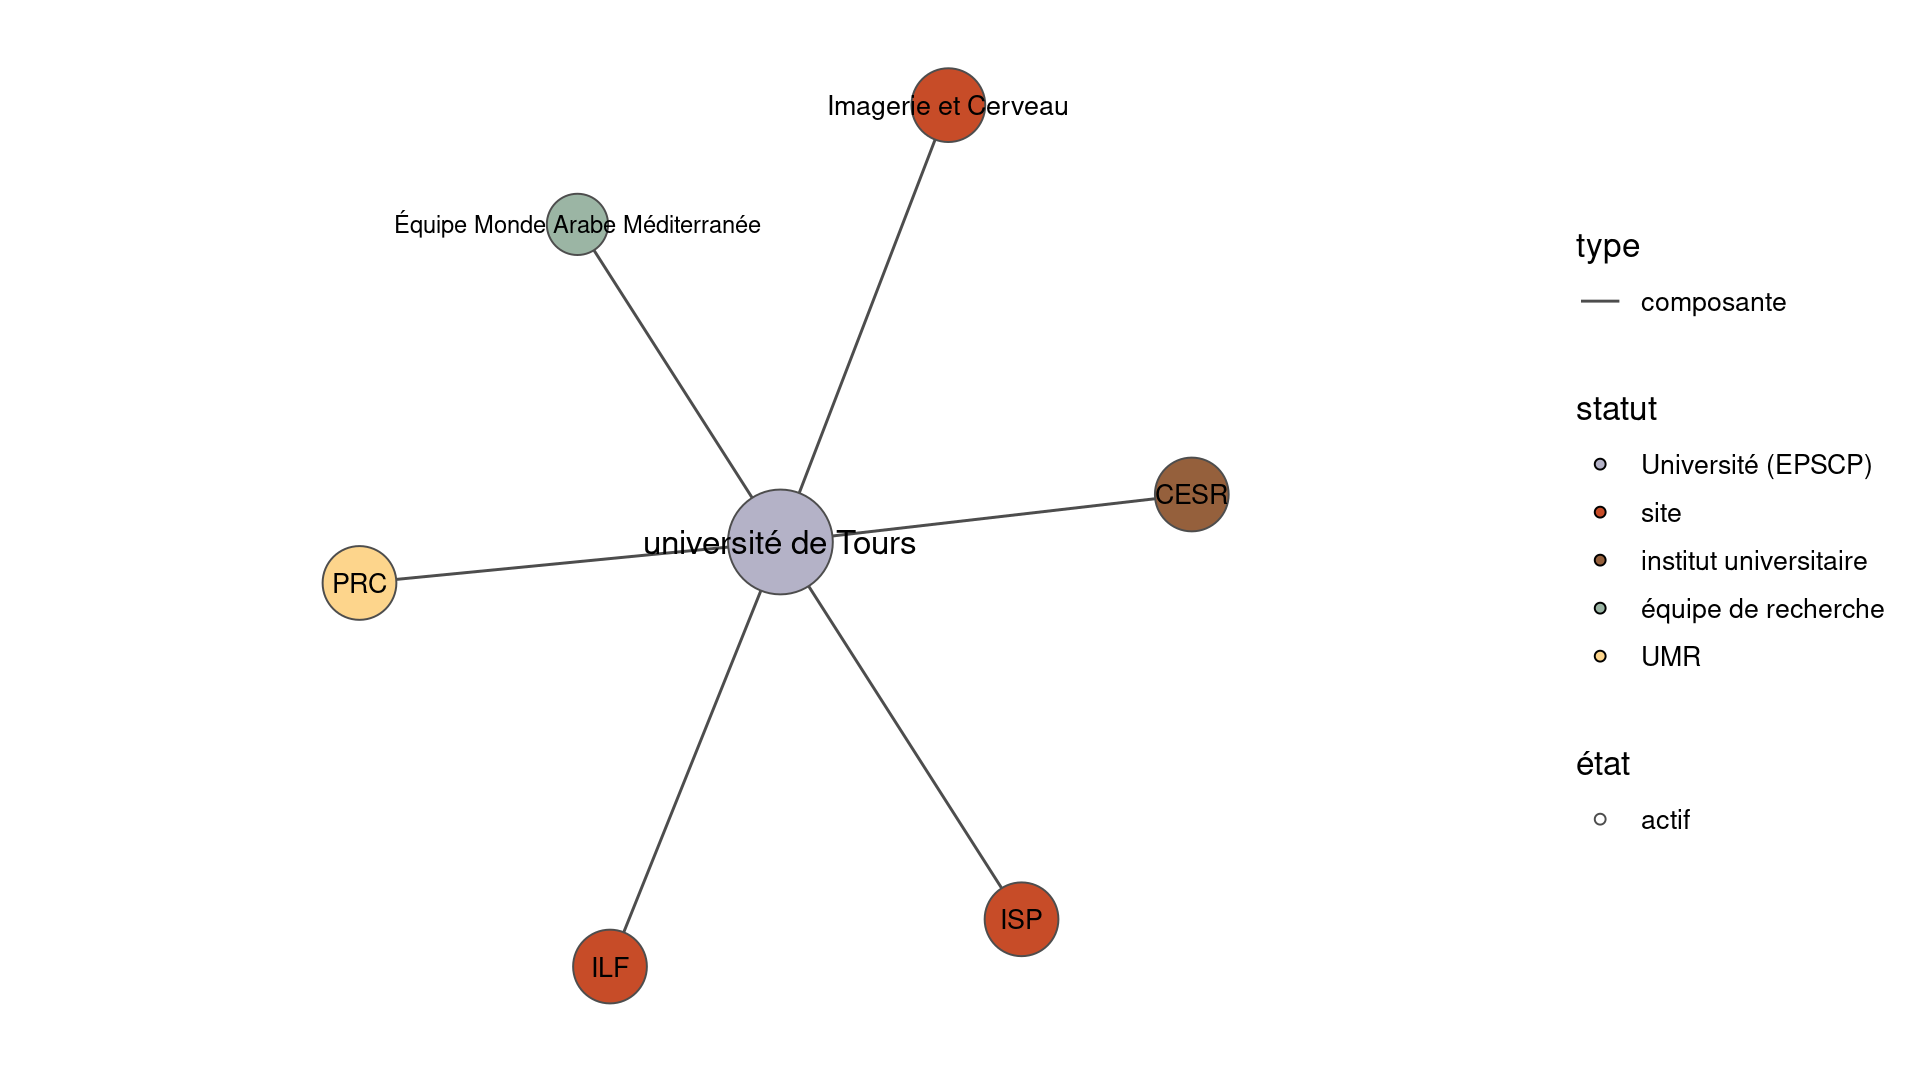 Imagerie et Cerveau
Équipe Monde Arabe Méditerranée
CESR
université de Tours
PRC
ISP
ILF
type
composante
statut
Université (EPSCP)
site
institut universitaire
équipe de recherche
UMR
état
actif